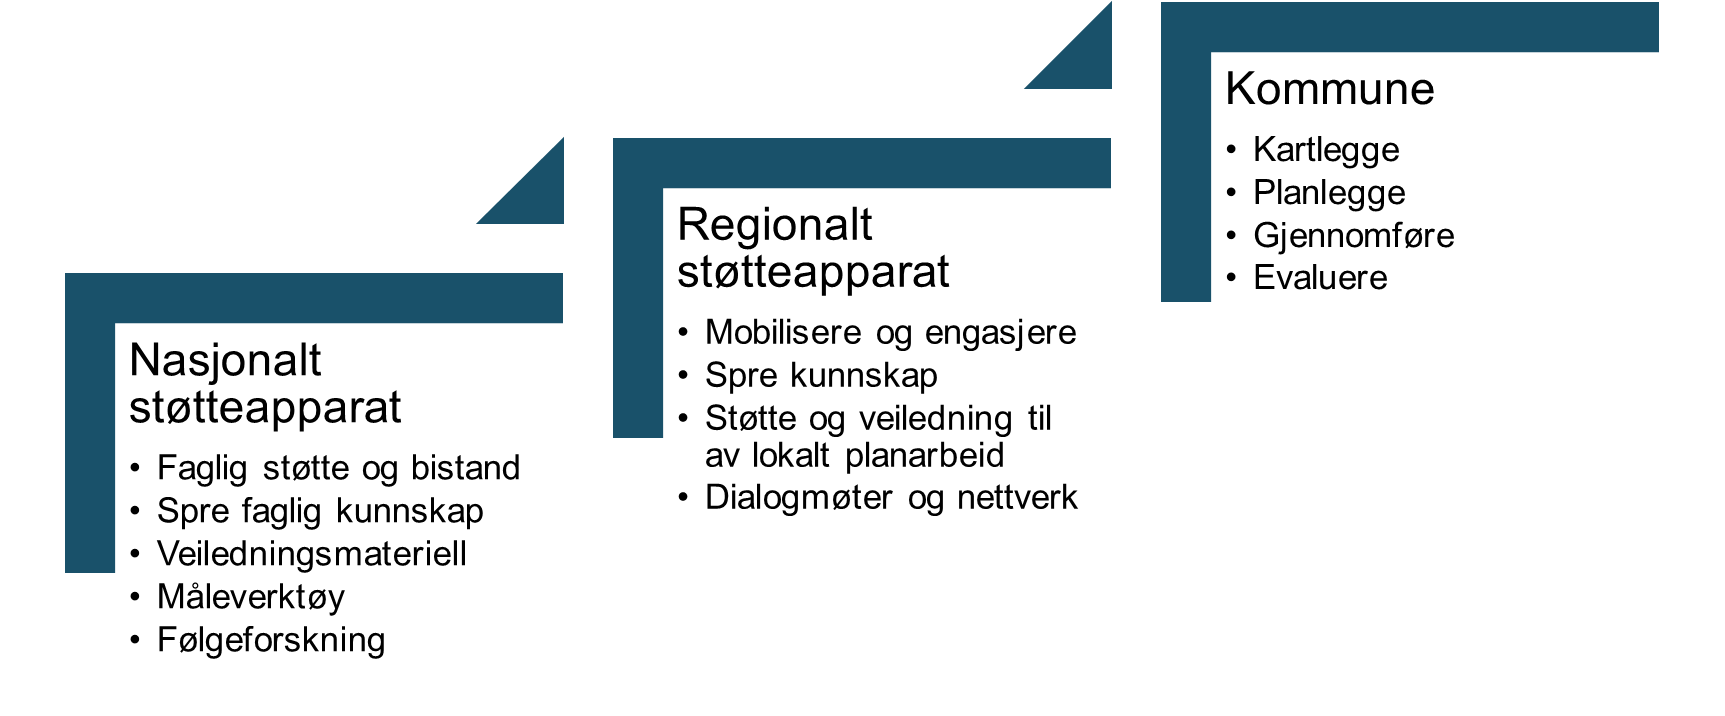 Nasjonalt
støtteapparat
• Faglig støtte og bistand
• Spre faglig kunnskap
• Veiledningsmateriell
• Måleverktøy
• Følgeforskning
Regionalt
støtteapparat
• Mobilisere og engasjere
• Spre kunnskap
• Støtte og veiledning til
av lokalt planarbeid
• Dialogmøter og nettverk
Kommune
• Kartlegge
• Planlegge
• Gjennomføre
• Evaluere